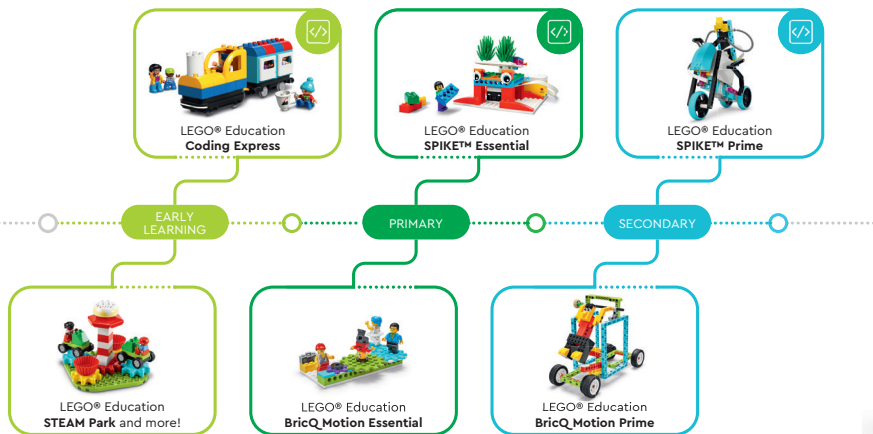 </>
</>
</>
LEGO® Education
Coding Express
LEGO® Education
SPIKE™ Essential
LEGO® Education
SPIKE™ Prime
EARLY
LEARNING
PRIMARY
SECONDARY
LEGO® Education
STEAM Park and more!
LEGO® Education
BricQ Motion Essential
LEGO® Education
BricQ Motion Prime